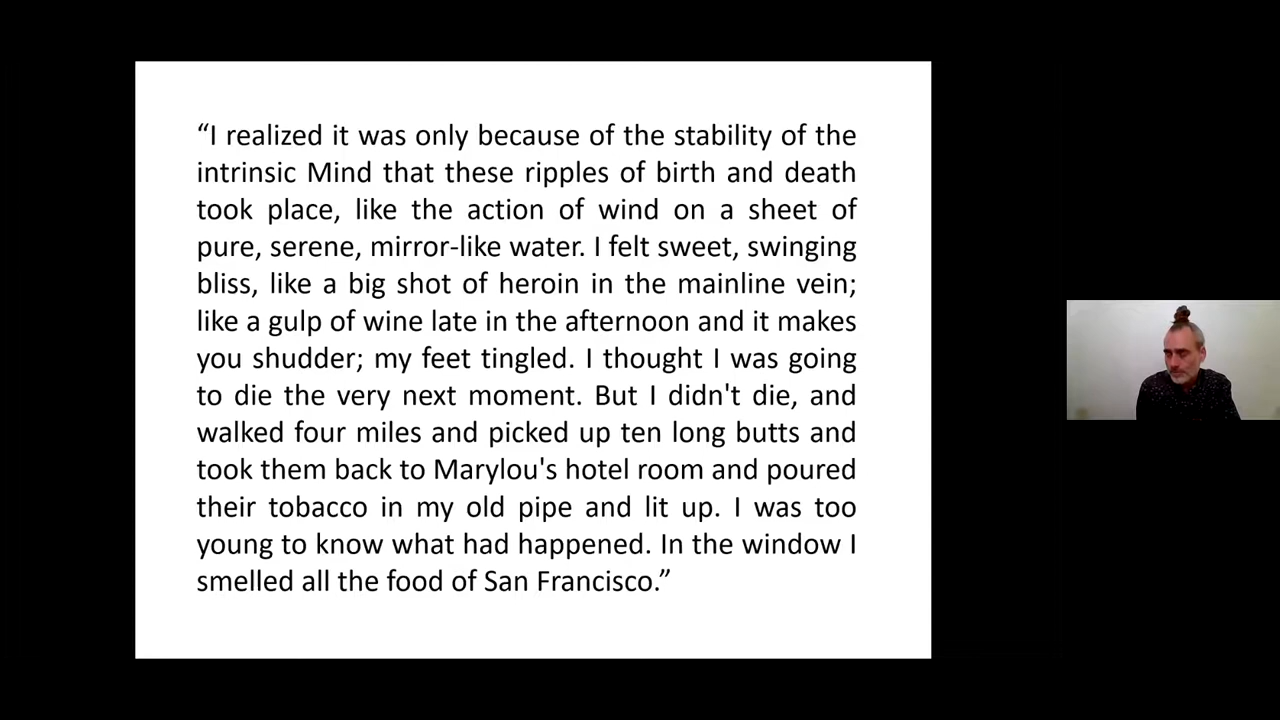 “I realized it was only because of the stability of the
intrinsic Mind that these ripples of birth and death
took place, like the action of wind on a sheet of
pure, serene, mirror-like water. I felt sweet, swinging
bliss, like a big shot of heroin in the mainline vein;
like a gulp of wine late in the afternoon and it makes
you shudder; my feet tingled. I thought I was going
to die the very next moment. But I didn't die, and
walked four miles and picked up ten long butts and
took them back to Marylou's hotel room and poured
their tobacco in my old pipe and lit up. I was too
young to know what had happened. In the window I
smelled all the food of San Francisco.”